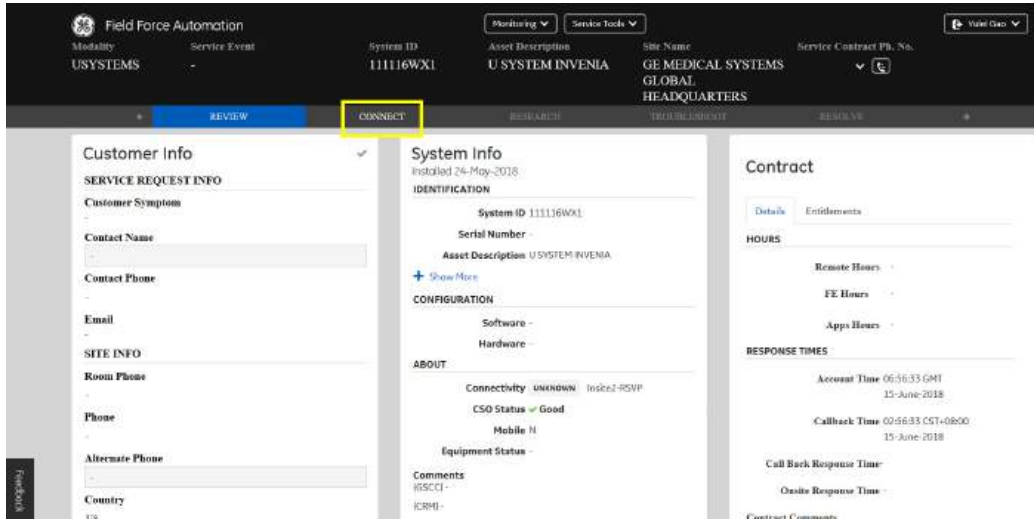 Field Force Automation
Monitoring
Service Tools
Yulei Gao
Modality
Service Event
System ID
Asset Description
Site Name
Service Contract Ph. No.
USYSTEMS
-
111116WX1
U SYSTEM INVENIA
GE MEDICAL SYSTEMS
GLOBAL
HEADQUARTERS
REVIEW
CONNECT
RESEARCH
TROUBLESHOOT
RESOLVE
Customer Info
SERVICE REQUEST INFO
Customer Symptom
-
Contact Name
-
Contact Phone
-
Email
-
SITE INFO
Room Phone
-
Phone
-
Alternate Phone
-
Country
System Info
Installed 24-May-2018
IDENTIFICATION
System ID 111116WX1
Serial Number -
Asset Description U SYSTEM INVENIA
+ Show More
CONFIGURATION
Software -
Hardware -
ABOUT
Connectivity UNKNOWN Insite2-RSVP
CSO Status Good
Mobile N
Equipment Status -
Comments
(GSCC) -
(CRM) -
Contract
Details
Entitlements
HOURS
Remote Hours -
FE Hours -
Apps Hours -
RESPONSE TIMES
Account Time 06:56:33 GMT
15-June-2018
Callback Time 02:56:33 CST+08:00
15-June-2018
Call Back Response Time-
Onsite Response Time -
Contract Comments
Feedback